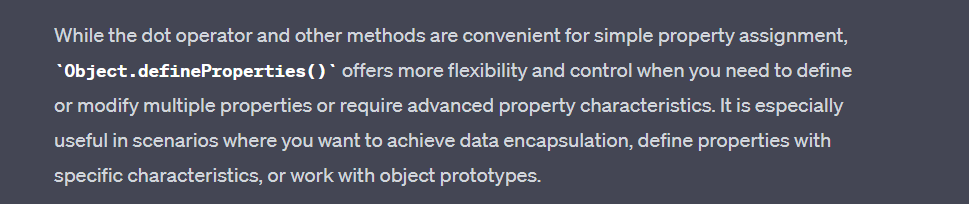 While the dot operator and other methods are convenient for simple property assignment,
`Object.defineProperties()` offers more flexibility and control when you need to define
or modify multiple properties or require advanced property characteristics. It is especially
useful in scenarios where you want to achieve data encapsulation, define properties with
specific characteristics, or work with object prototypes.